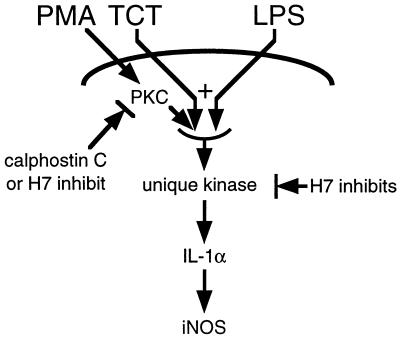 PMA TCT LPS
+
PKC
calphostin C
or H7 inhibit
unique kinase
H7 inhibits
IL-1α
iNOS